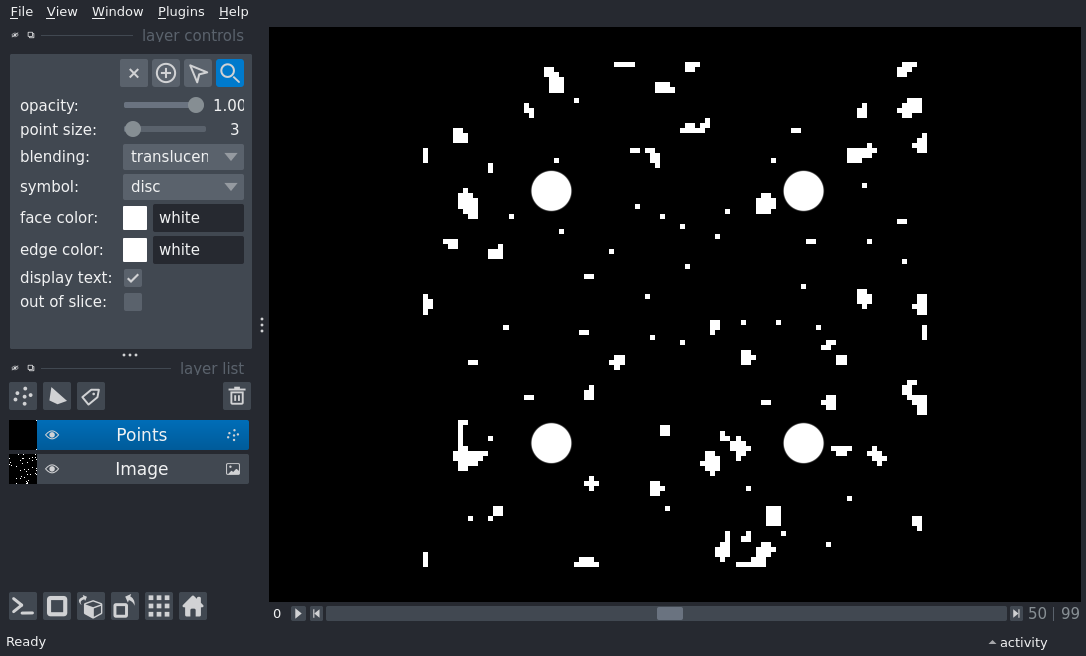 File View Window Plugins Help
layer controls
opacity: 1.00
point size: 3
blending: translucen
symbol: disc
face color: white
edge color: white
display text:
out of slice:
layer list
Points
Image
0 50 | 99
Ready activity